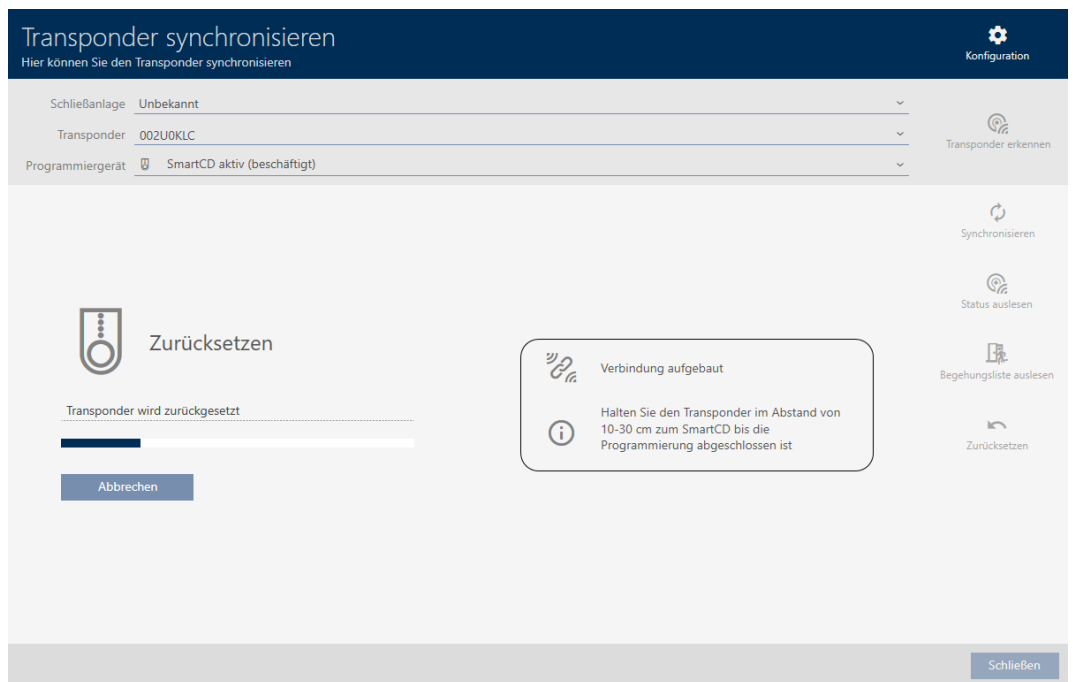 Transponder synchronisieren
Hier können Sie den Transponder synchronisieren
Konfiguration
Schließanlage Unbekannt
Transponder 002U0KLC
Programmiergerät SmartCD aktiv (beschäftigt)
Transponder erkennen
Synchronisieren
Status auslesen
Begehungsliste auslesen
Zurücksetzen
Zurücksetzen
Transponder wird zurückgesetzt
Abbrechen
Verbindung aufgebaut
Halten Sie den Transponder im Abstand von
10-30 cm zum SmartCD bis die
Programmierung abgeschlossen ist
Schließen